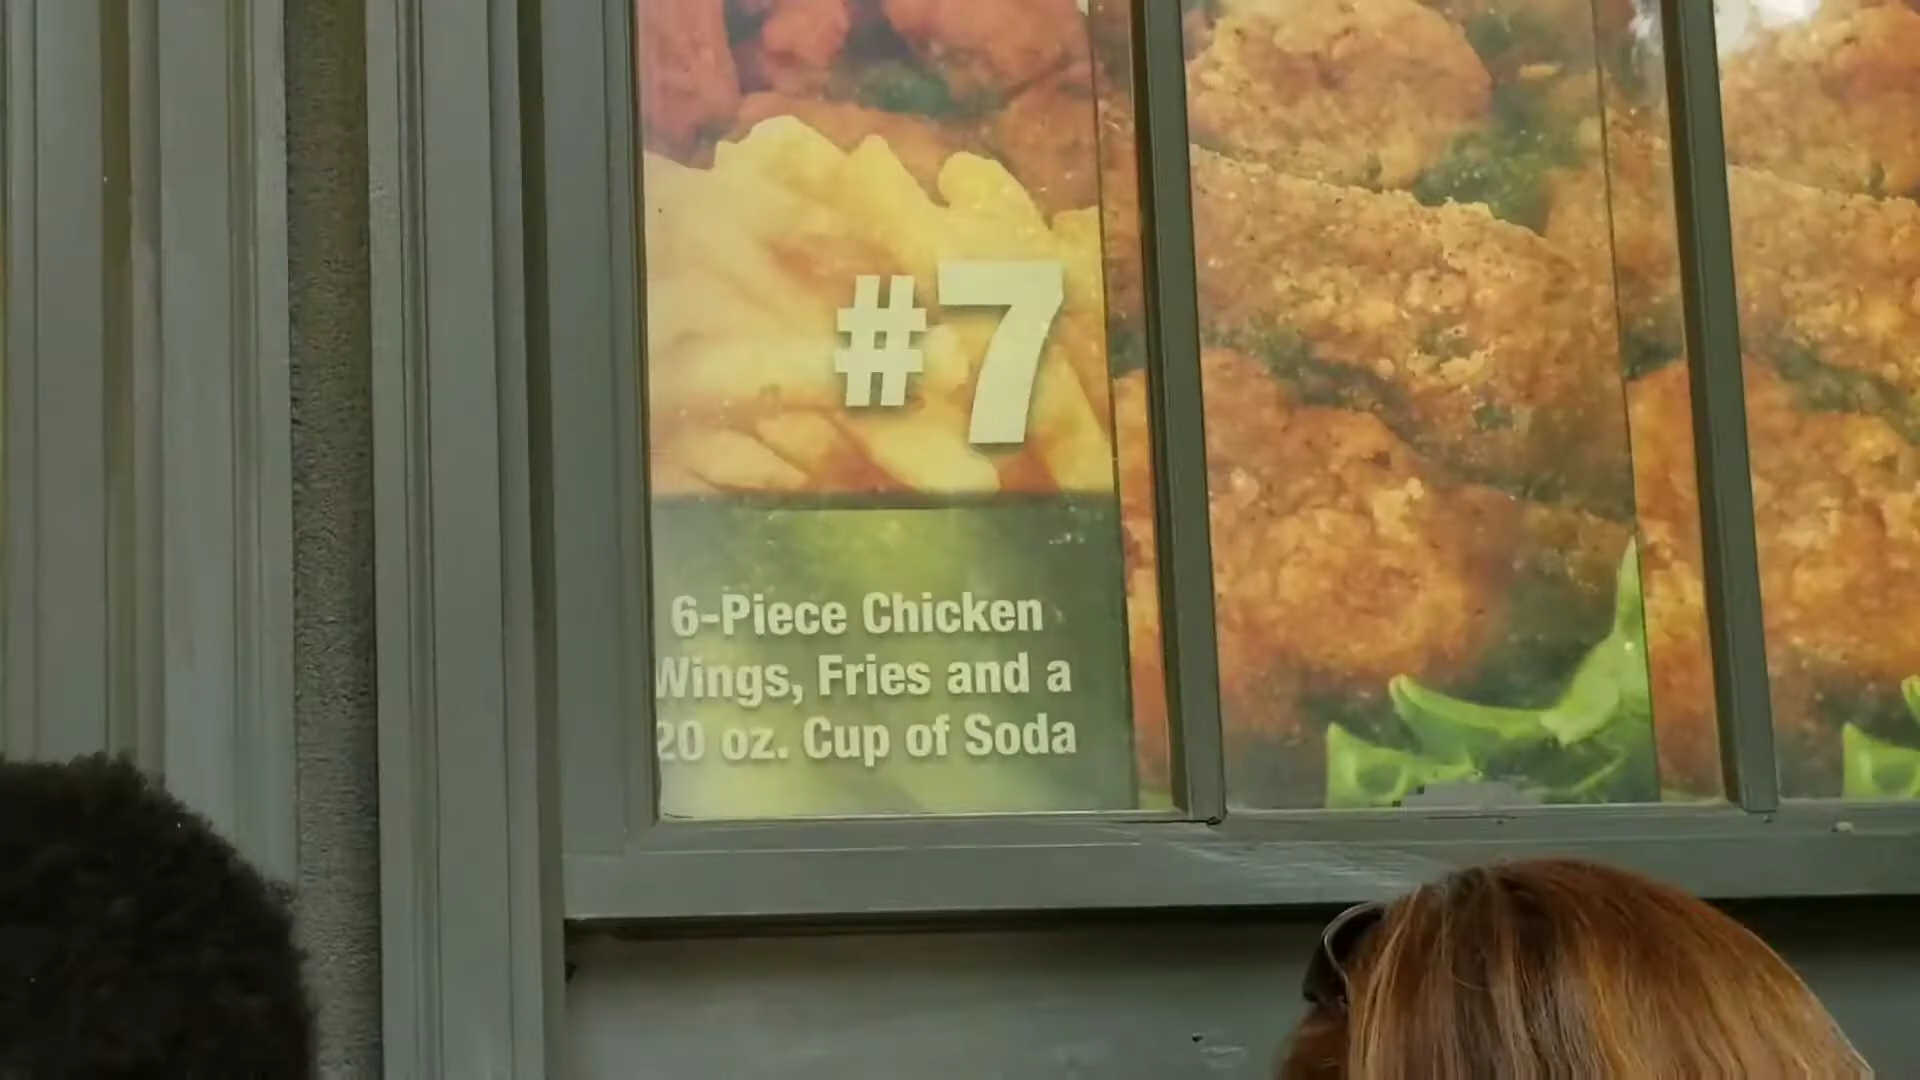 #7
6-Piece Chicken
Wings, Fries and a
20 oz. Cup of Soda